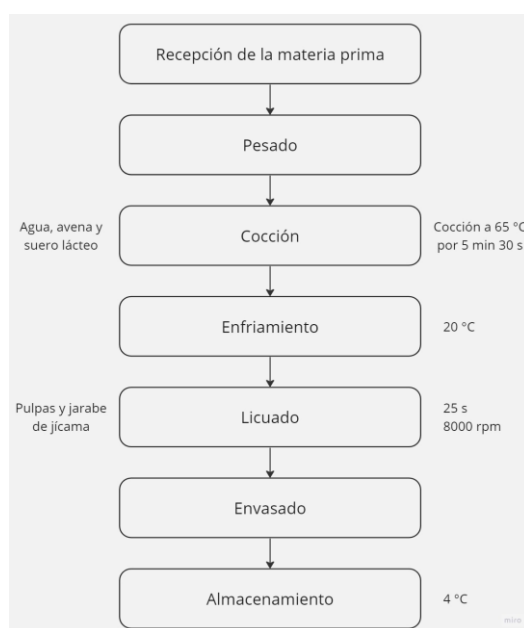 Recepción de la materia prima
Pesado
Agua, avena y
suero lácteo
Cocción
Cocción a 65 °C
por 5 min 30 s
Enfriamiento
20 °C
Pulpas y jarabe
de jícama
Licuado
25 s
8000 rpm
Envasado
Almacenamiento
4 °C
miro